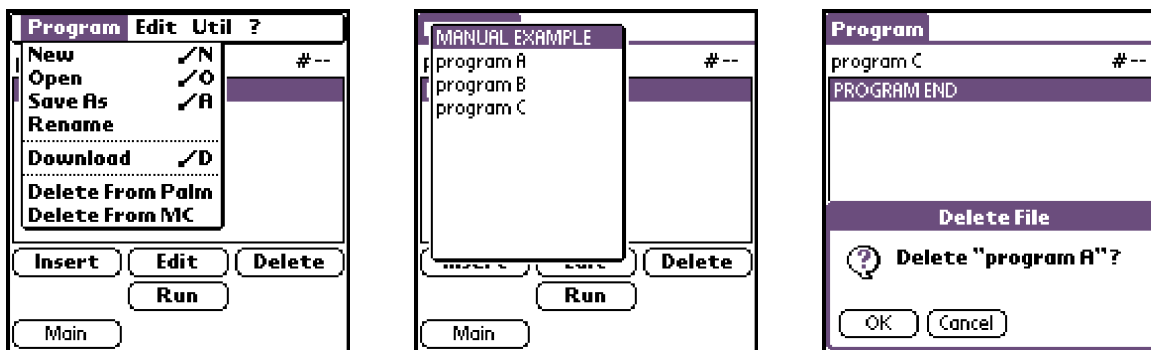 Program Edit Util ?
New /N
Open /O
Save As /A
Rename
Download /D
Delete From Palm
Delete From MC
#--
Insert Edit Delete
Run
Main
MANUAL EXAMPLE
program A
program B
program C
#--
Delete
Run
Main
Program
program C #--
PROGRAM END
Delete File
Delete "program A"?
OK Cancel